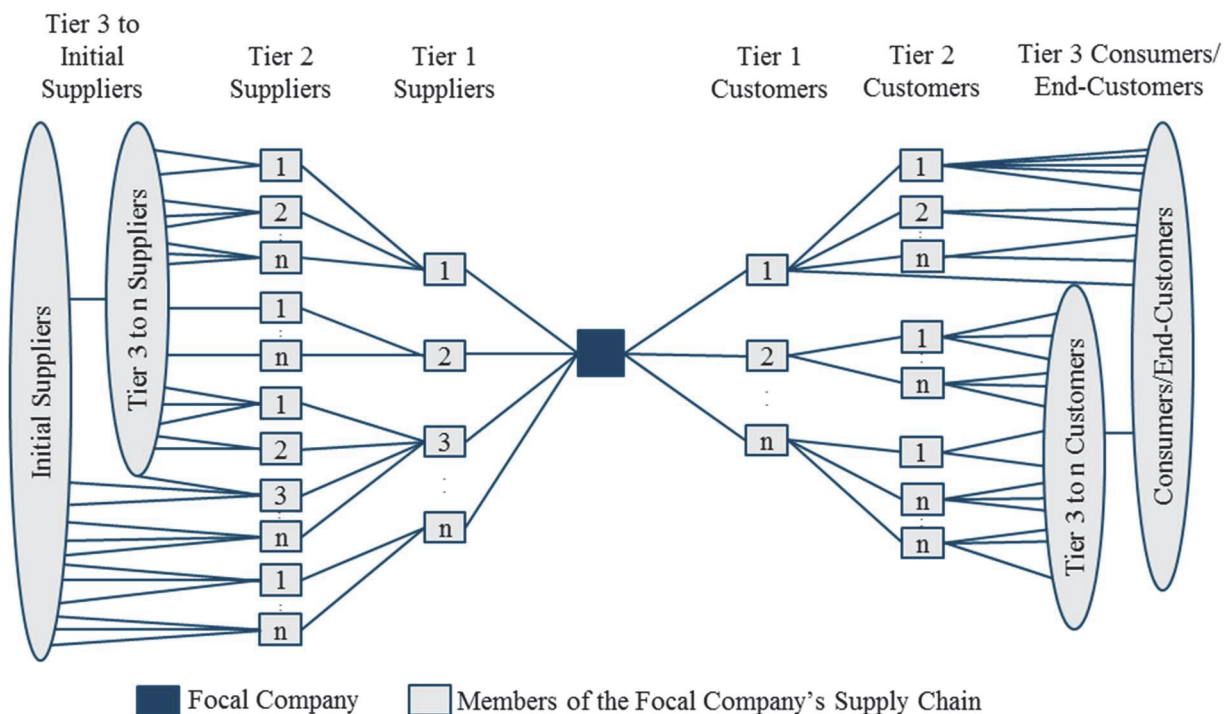 Tier 3 to
Initial
Suppliers
Tier 2
Suppliers
Tier 1
Suppliers
Tier 1
Customers
Tier 2
Customers
Tier 3 Consumers/
End-Customers
Initial Suppliers
Tier 3 to n Suppliers
1
2
n
1
n
1
2
3
n
1
n
1
2
3
n
1
2
n
1
2
n
1
n
1
n
n
Tier 3 to n Customers
Consumers/End-Customers
Focal Company
Members of the Focal Company's Supply Chain